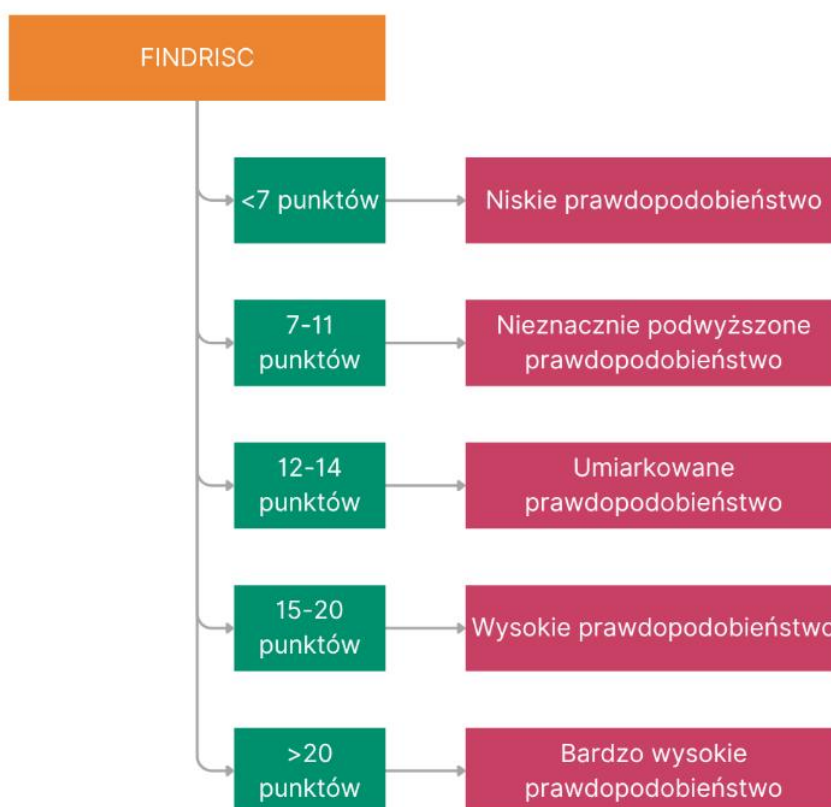 FINDRISC
<7 punktów
Niskie prawdopodobieństwo
7-11
punktów
Nieznacznie podwyższone
prawdopodobieństwo
12-14
punktów
Umiarkowane
prawdopodobieństwo
15-20
punktów
Wysokie prawdopodobieństwo
>20
punktów
Bardzo wysokie
prawdopodobieństwo